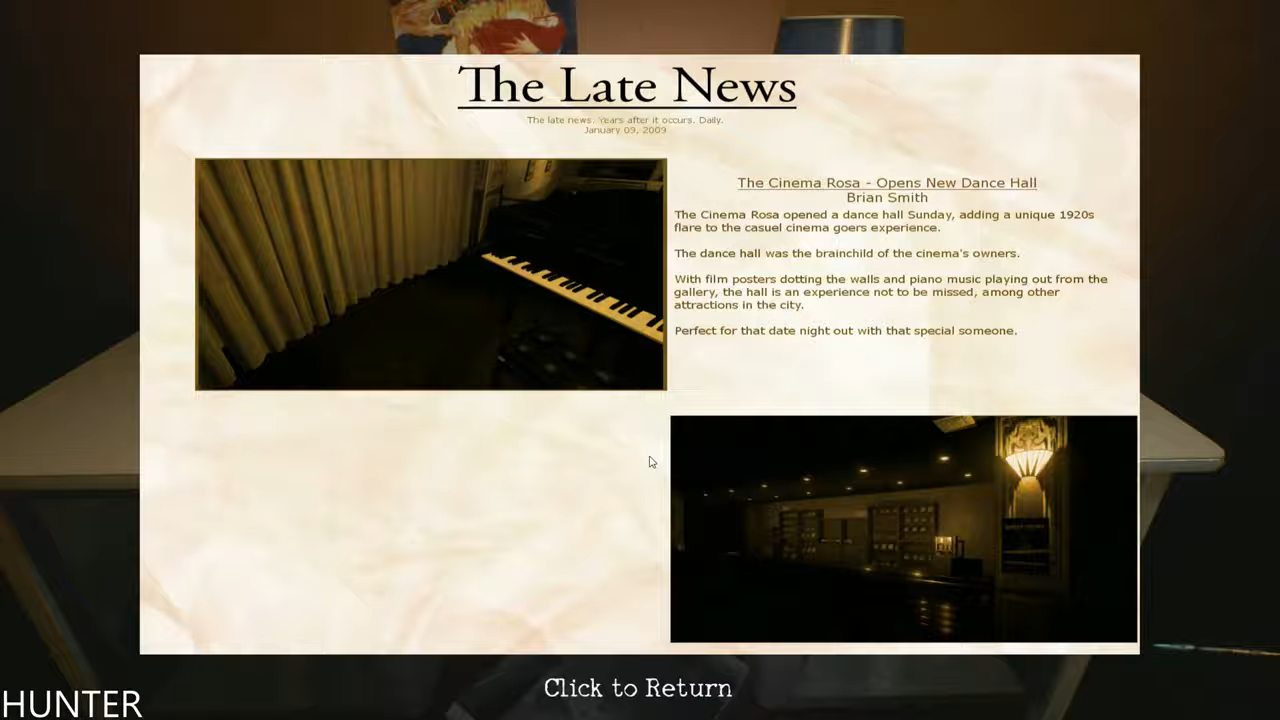 The Late News
The late news. Years after it occurs. Daily.
January 09, 2009
The Cinema Rosa - Opens New Dance Hall
Brian Smith
The Cinema Rosa opened a dance hall Sunday, adding a unique 1920s
flare to the casuel cinema goers experience.
The dance hall was the brainchild of the cinema's owners.
With film posters dotting the walls and piano music playing out from the
gallery, the hall is an experience not to be missed, among other
attractions in the city.
Perfect for that date night out with that special someone.
Click to Return
HUNTER